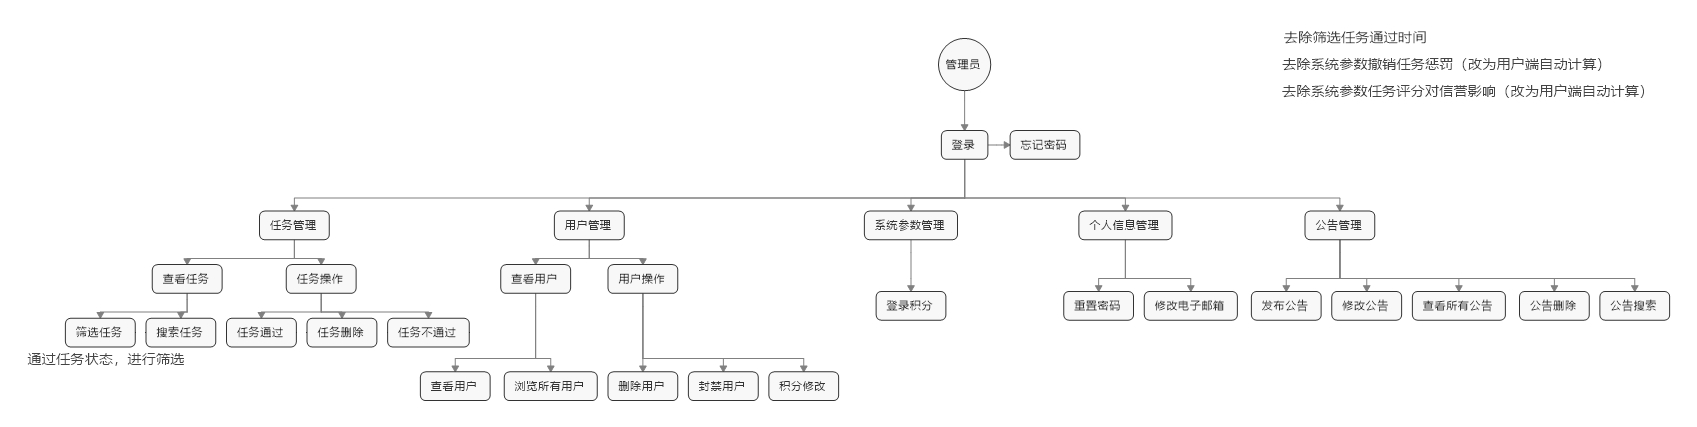 去除筛选任务通过时间
管理员
去除系统参数撤销任务惩罚（改为用户端自动计算）
去除系统参数任务评分对信誉影响（改为用户端自动计算）
登录
忘记密码
任务管理
用户管理
系统参数管理
个人信息管理
公告管理
查看任务
任务操作
查看用户
用户操作
登录积分
重置密码
修改电子邮箱
发布公告
修改公告
查看所有公告
公告删除
公告搜索
筛选任务
搜索任务
任务通过
任务删除
任务不通过
通过任务状态，进行筛选
查看用户
浏览所有用户
删除用户
封禁用户
积分修改